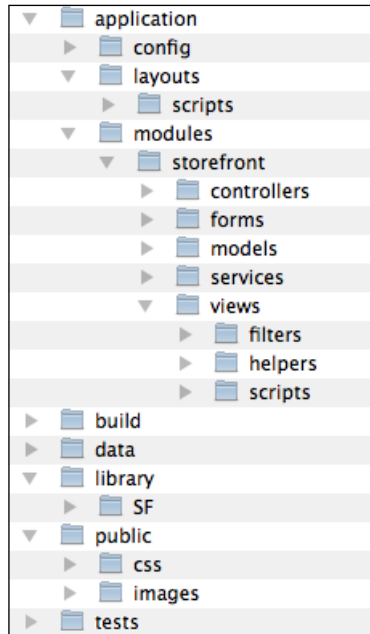 application
config
layouts
scripts
modules
storefront
controllers
forms
models
services
views
filters
helpers
scripts
build
data
library
SF
public
css
images
tests